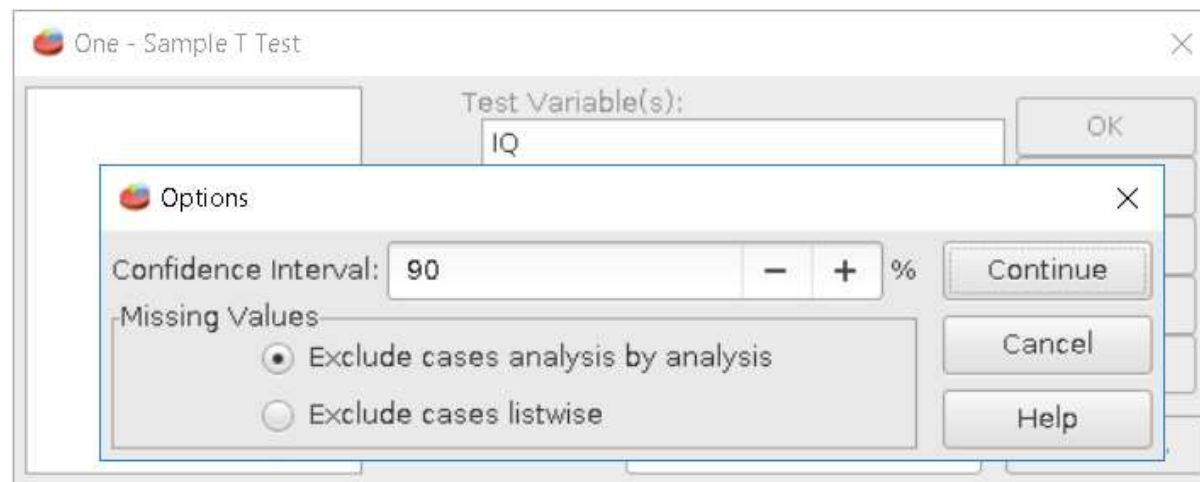 One - Sample T Test
Test Variable(s):
IQ
OK
Options
Confidence Interval: 90 − + % Continue
Missing Values
Exclude cases analysis by analysis
Cancel
Exclude cases listwise
Help